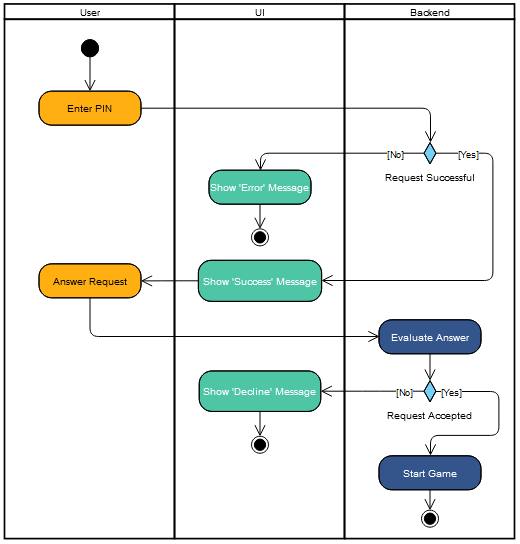 User
UI
Backend
Enter PIN
[No]
[Yes]
Request Successful
Show 'Error' Message
Answer Request
Show 'Success' Message
Evaluate Answer
Show 'Decline' Message
[No]
[Yes]
Request Accepted
Start Game